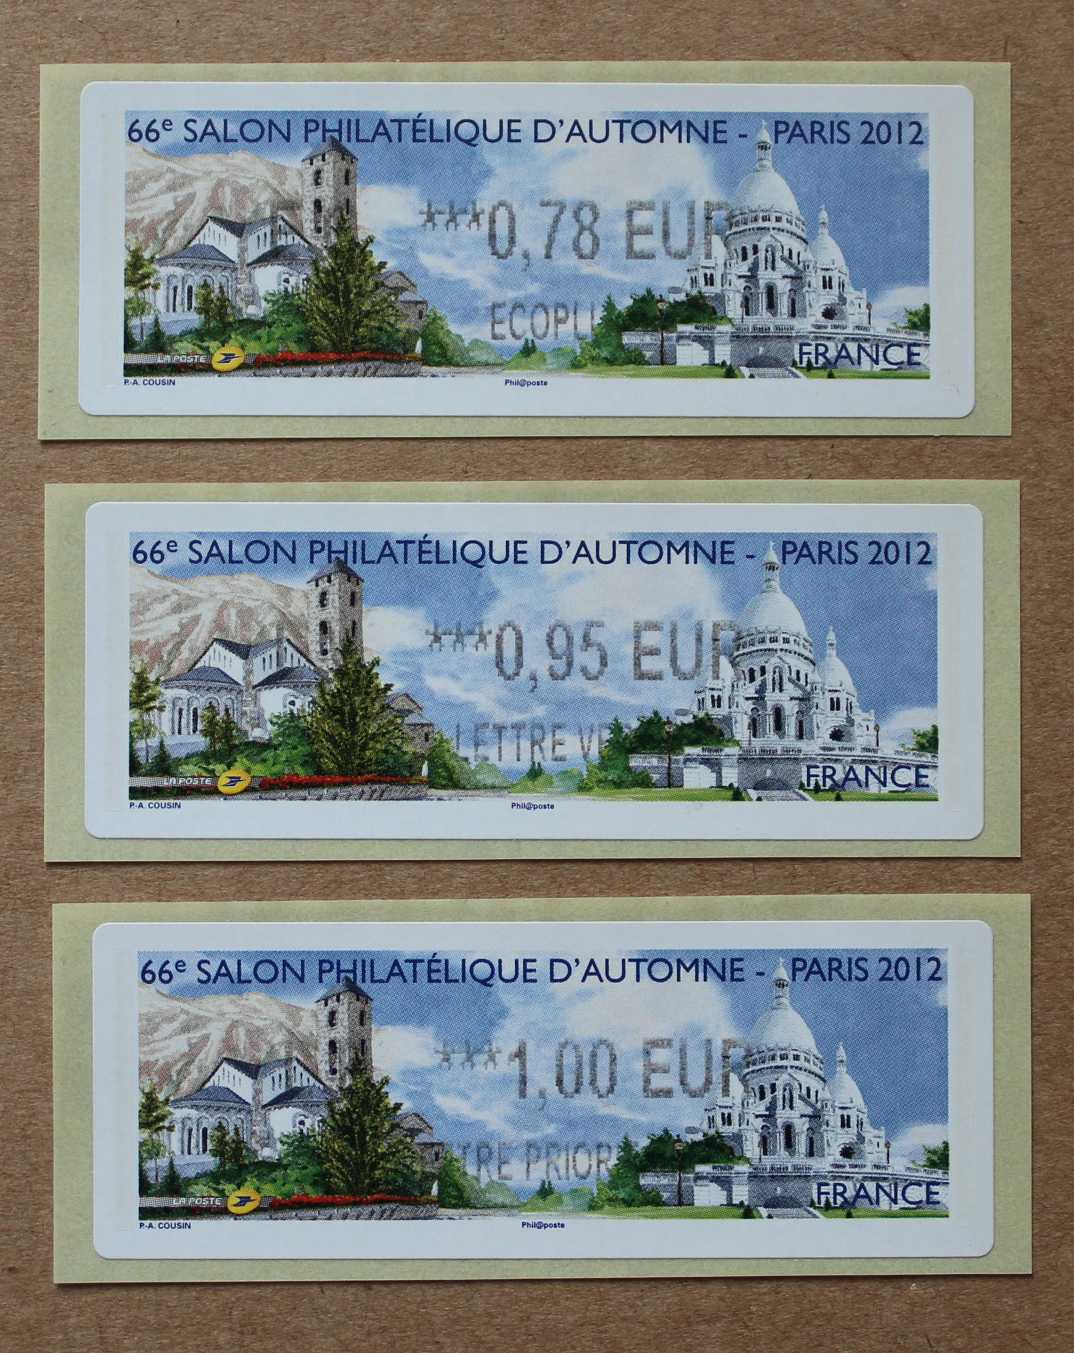 66e SALON PHILATÉLIQUE D'AUTOMNE - PARIS 2012
***0,78 EUR
ECOPLI
LA POSTE
FRANCE
P.-A. COUSIN
Phil@poste
66e SALON PHILATÉLIQUE D'AUTOMNE - PARIS 2012
***0,95 EUR
LETTRE VE
LA POSTE
FRANCE
P.-A. COUSIN
Phil@poste
66e SALON PHILATÉLIQUE D'AUTOMNE - PARIS 2012
***1,00 EUR
TRE PRIOR
LA POSTE
FRANCE
P.-A. COUSIN
Phil@poste